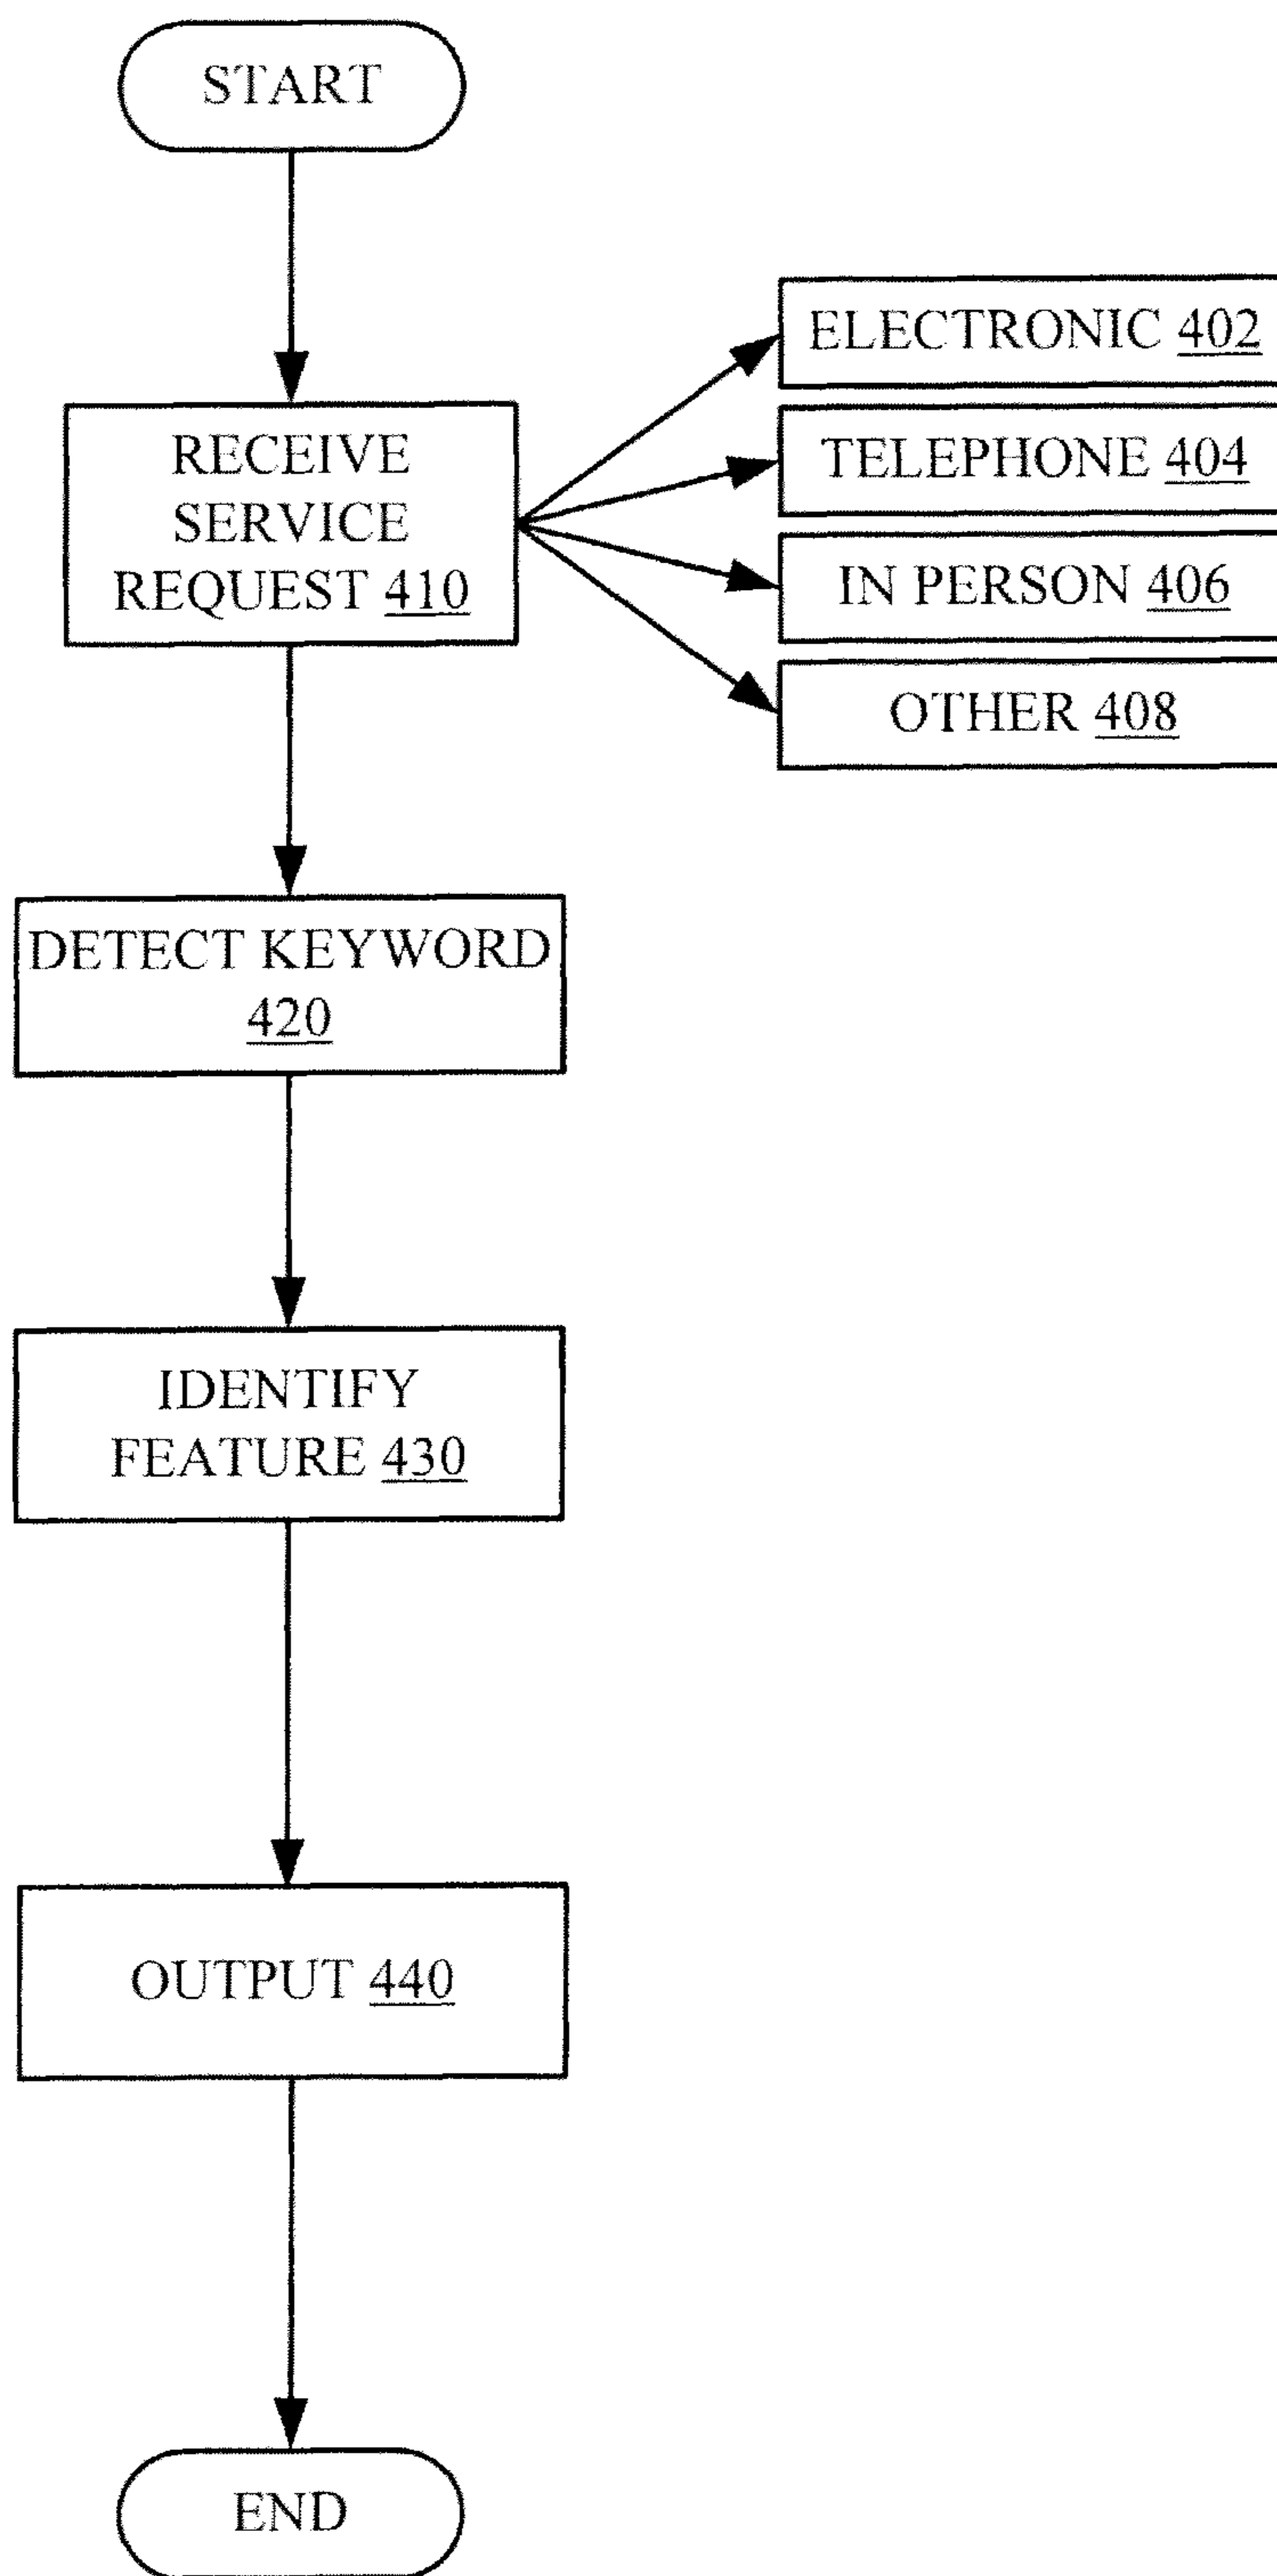 START
RECEIVE
SERVICE
REQUEST 410
ELECTRONIC 402
TELEPHONE 404
IN PERSON 406
OTHER 408
DETECT KEYWORD
420
IDENTIFY
FEATURE 430
OUTPUT 440
END